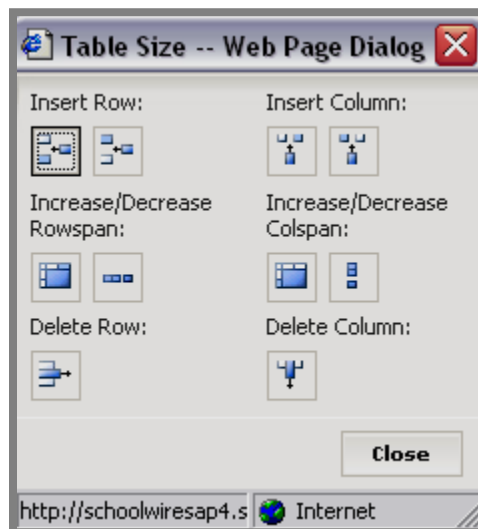 Table Size -- Web Page Dialog
Insert Row:
Insert Column:
Increase/Decrease
Rowspan:
Increase/Decrease
Colspan:
Delete Row:
Delete Column:
Close
http://schoolwiresap4.s
Internet